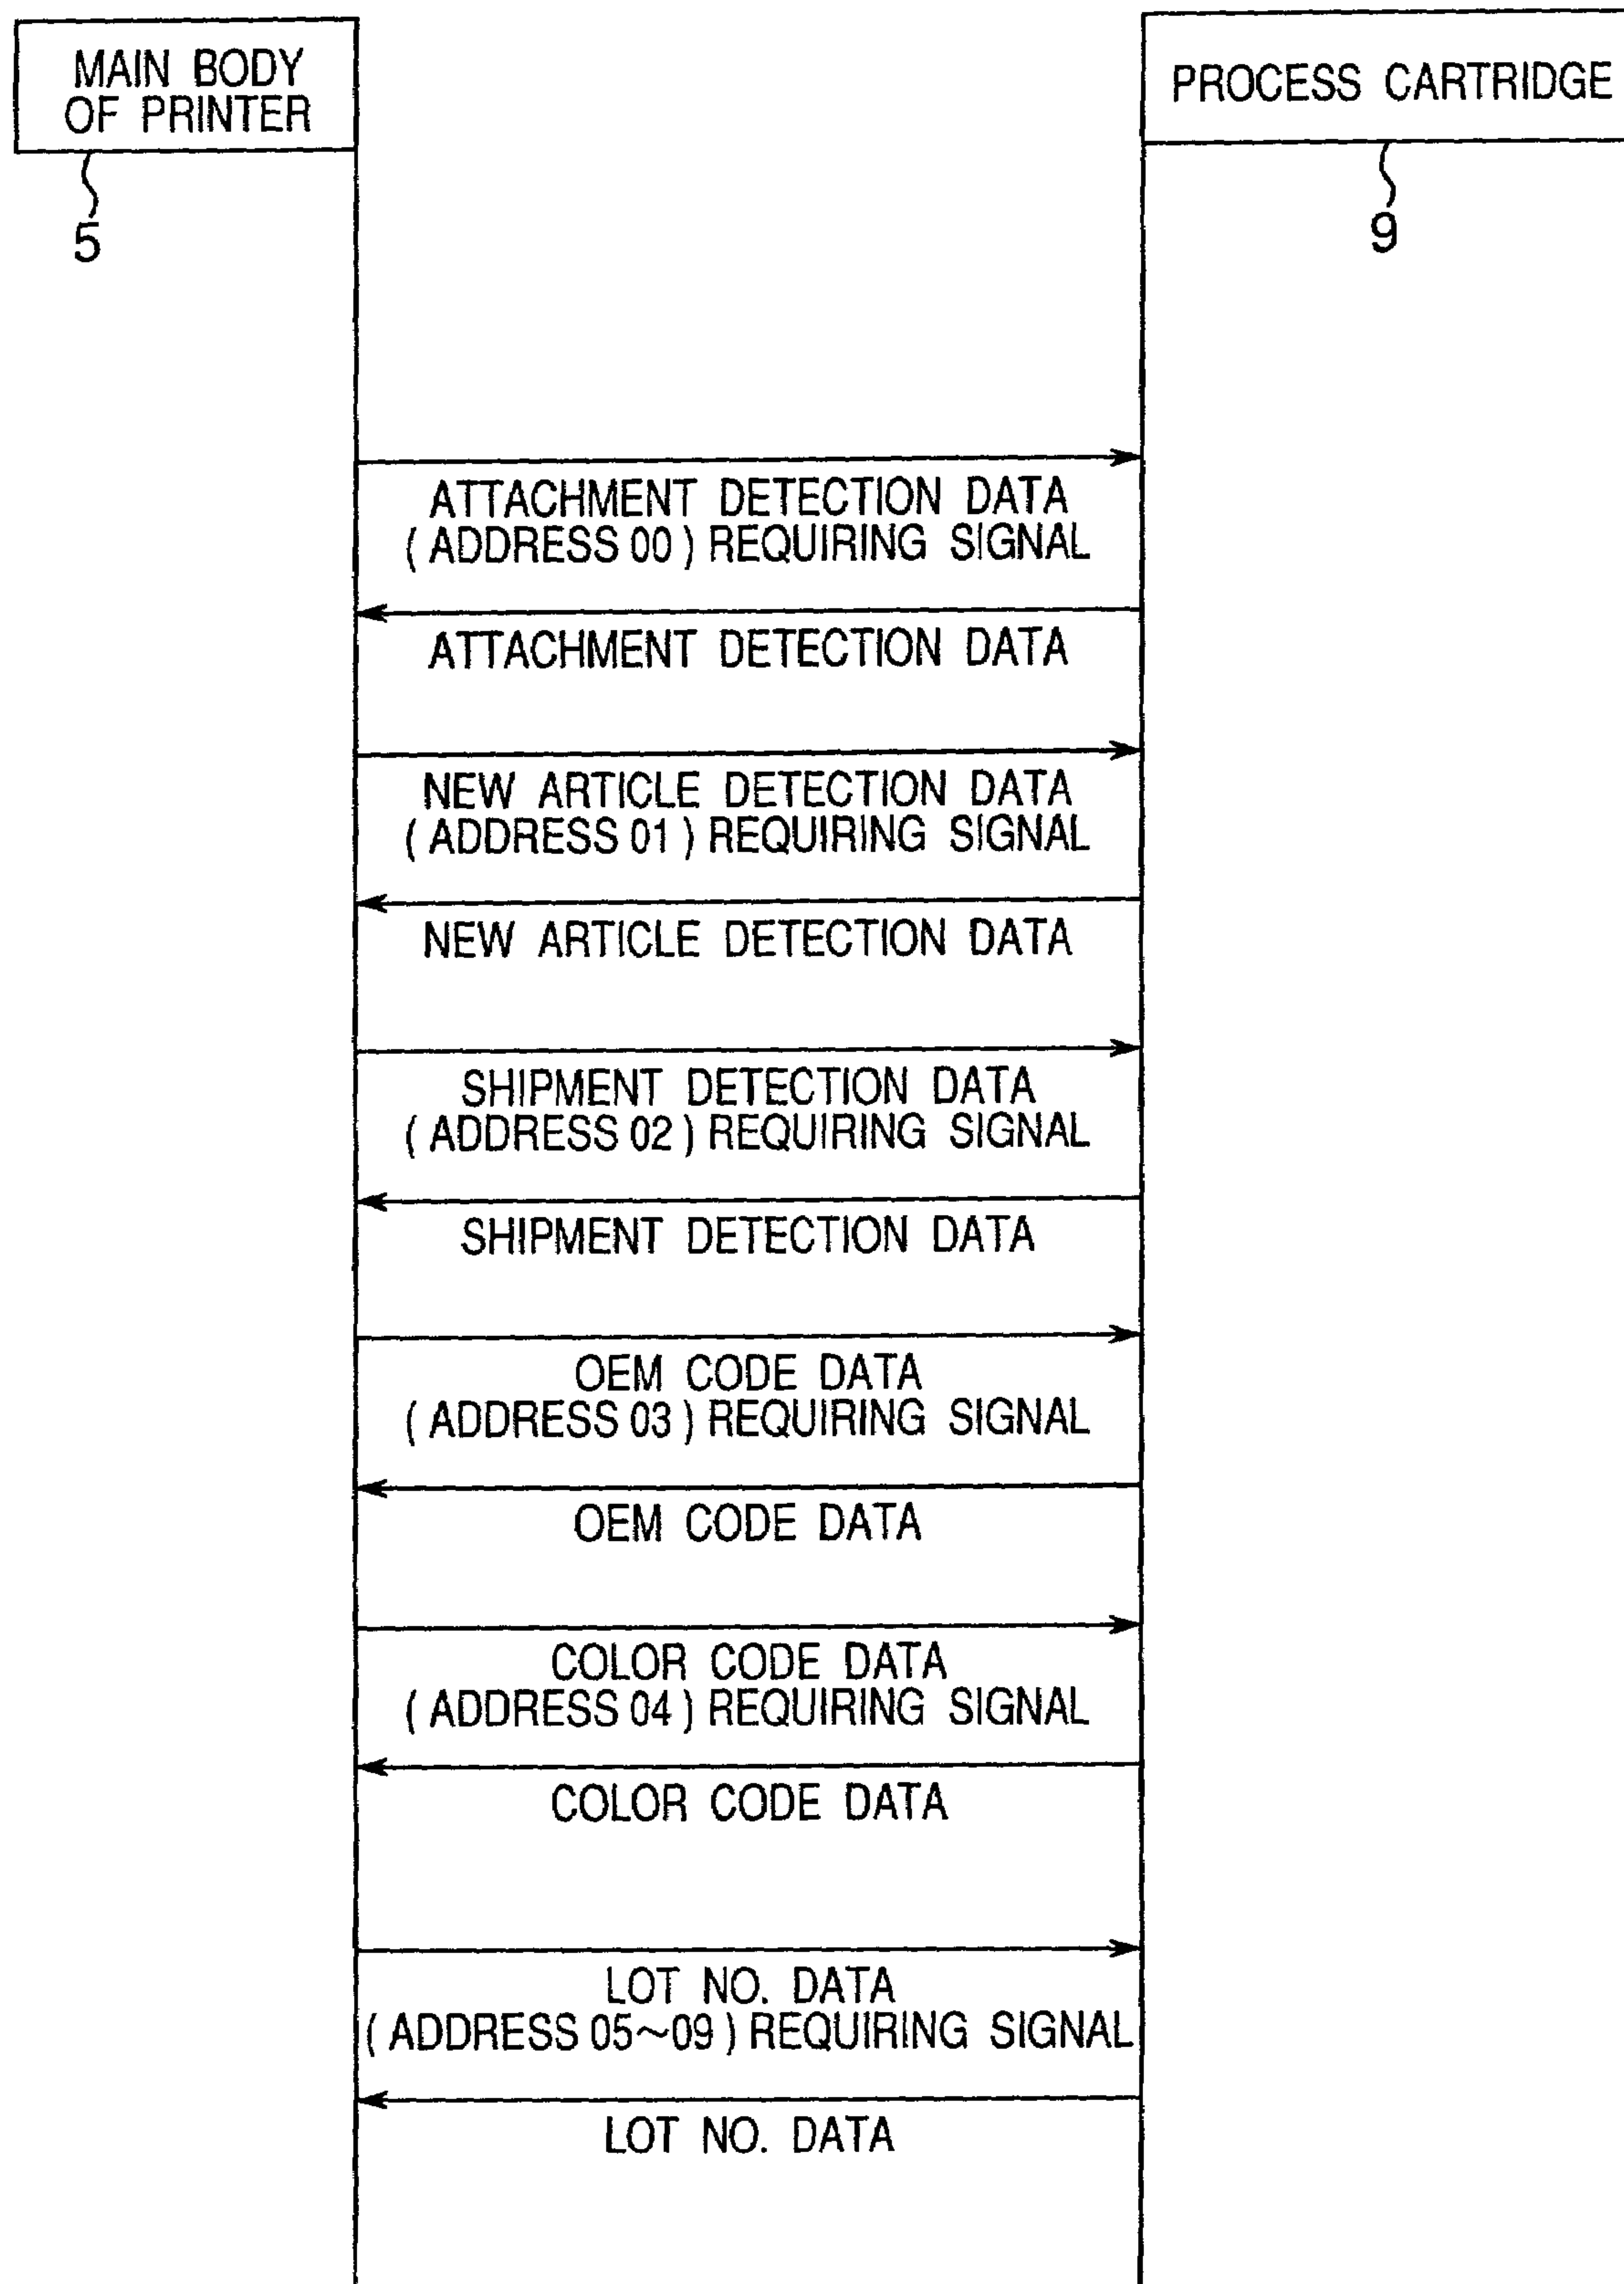 MAIN BODY
OF PRINTER
PROCESS CARTRIDGE
5
9
ATTACHMENT DETECTION DATA
( ADDRESS 00 ) REQUIRING SIGNAL
ATTACHMENT DETECTION DATA
NEW ARTICLE DETECTION DATA
( ADDRESS 01 ) REQUIRING SIGNAL
NEW ARTICLE DETECTION DATA
SHIPMENT DETECTION DATA
( ADDRESS 02 ) REQUIRING SIGNAL
SHIPMENT DETECTION DATA
OEM CODE DATA
( ADDRESS 03 ) REQUIRING SIGNAL
OEM CODE DATA
COLOR CODE DATA
( ADDRESS 04 ) REQUIRING SIGNAL
COLOR CODE DATA
LOT NO. DATA
( ADDRESS 05~09 ) REQUIRING SIGNAL
LOT NO. DATA